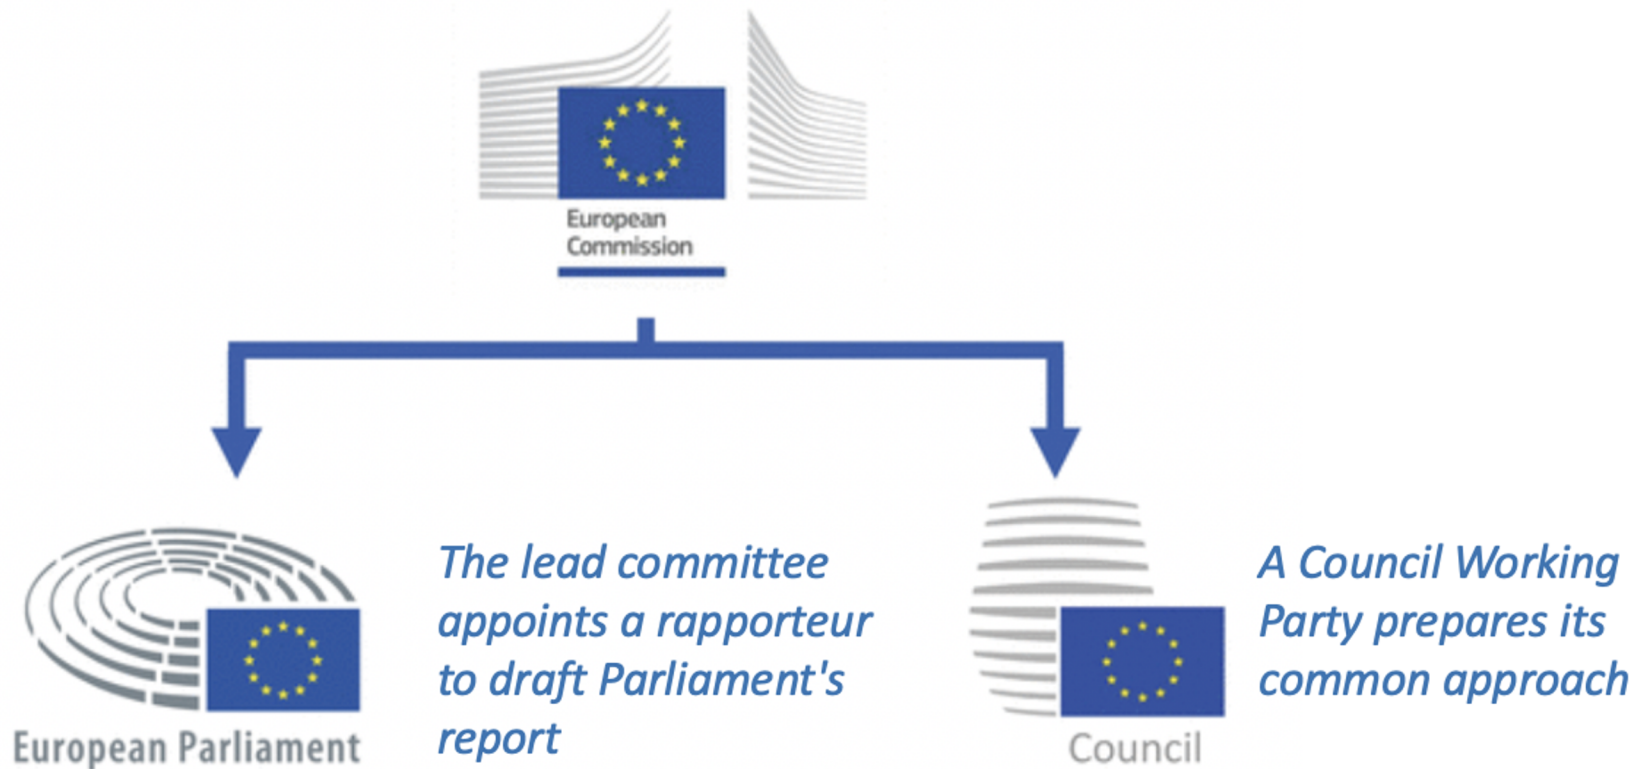 European
Commission
The lead committee
appoints a rapporteur
to draft Parliament's
report
European Parliament
A Council Working
Party prepares its
common approach
Council